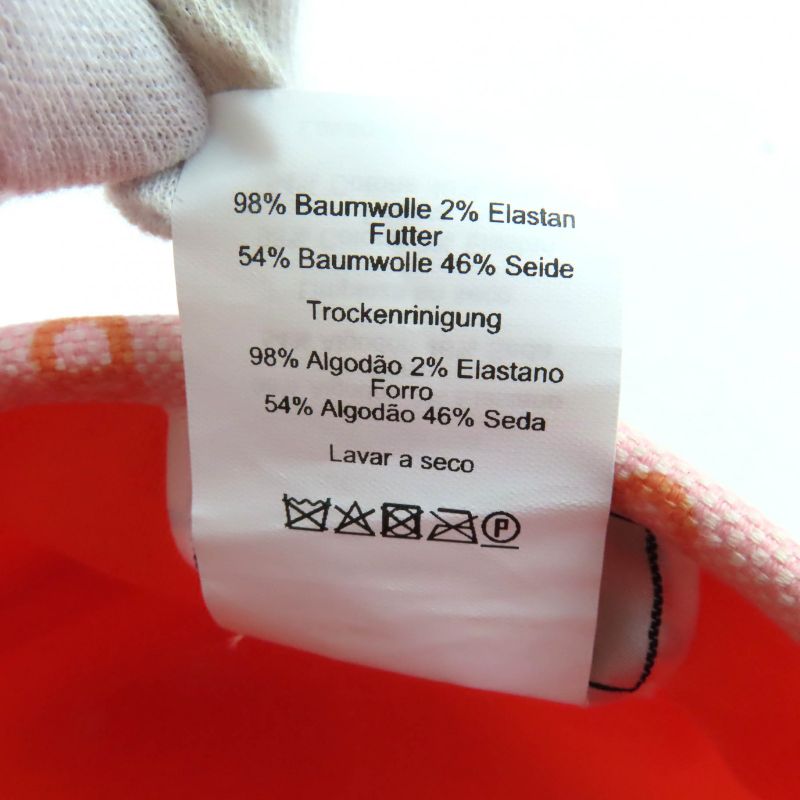 98% Baumwolle 2% Elastan
Futter
54% Baumwolle 46% Seide
Trockenrinigung
98% Algodão 2% Elastano
Forro
54% Algodão 46% Seda
Lavar a seco
P